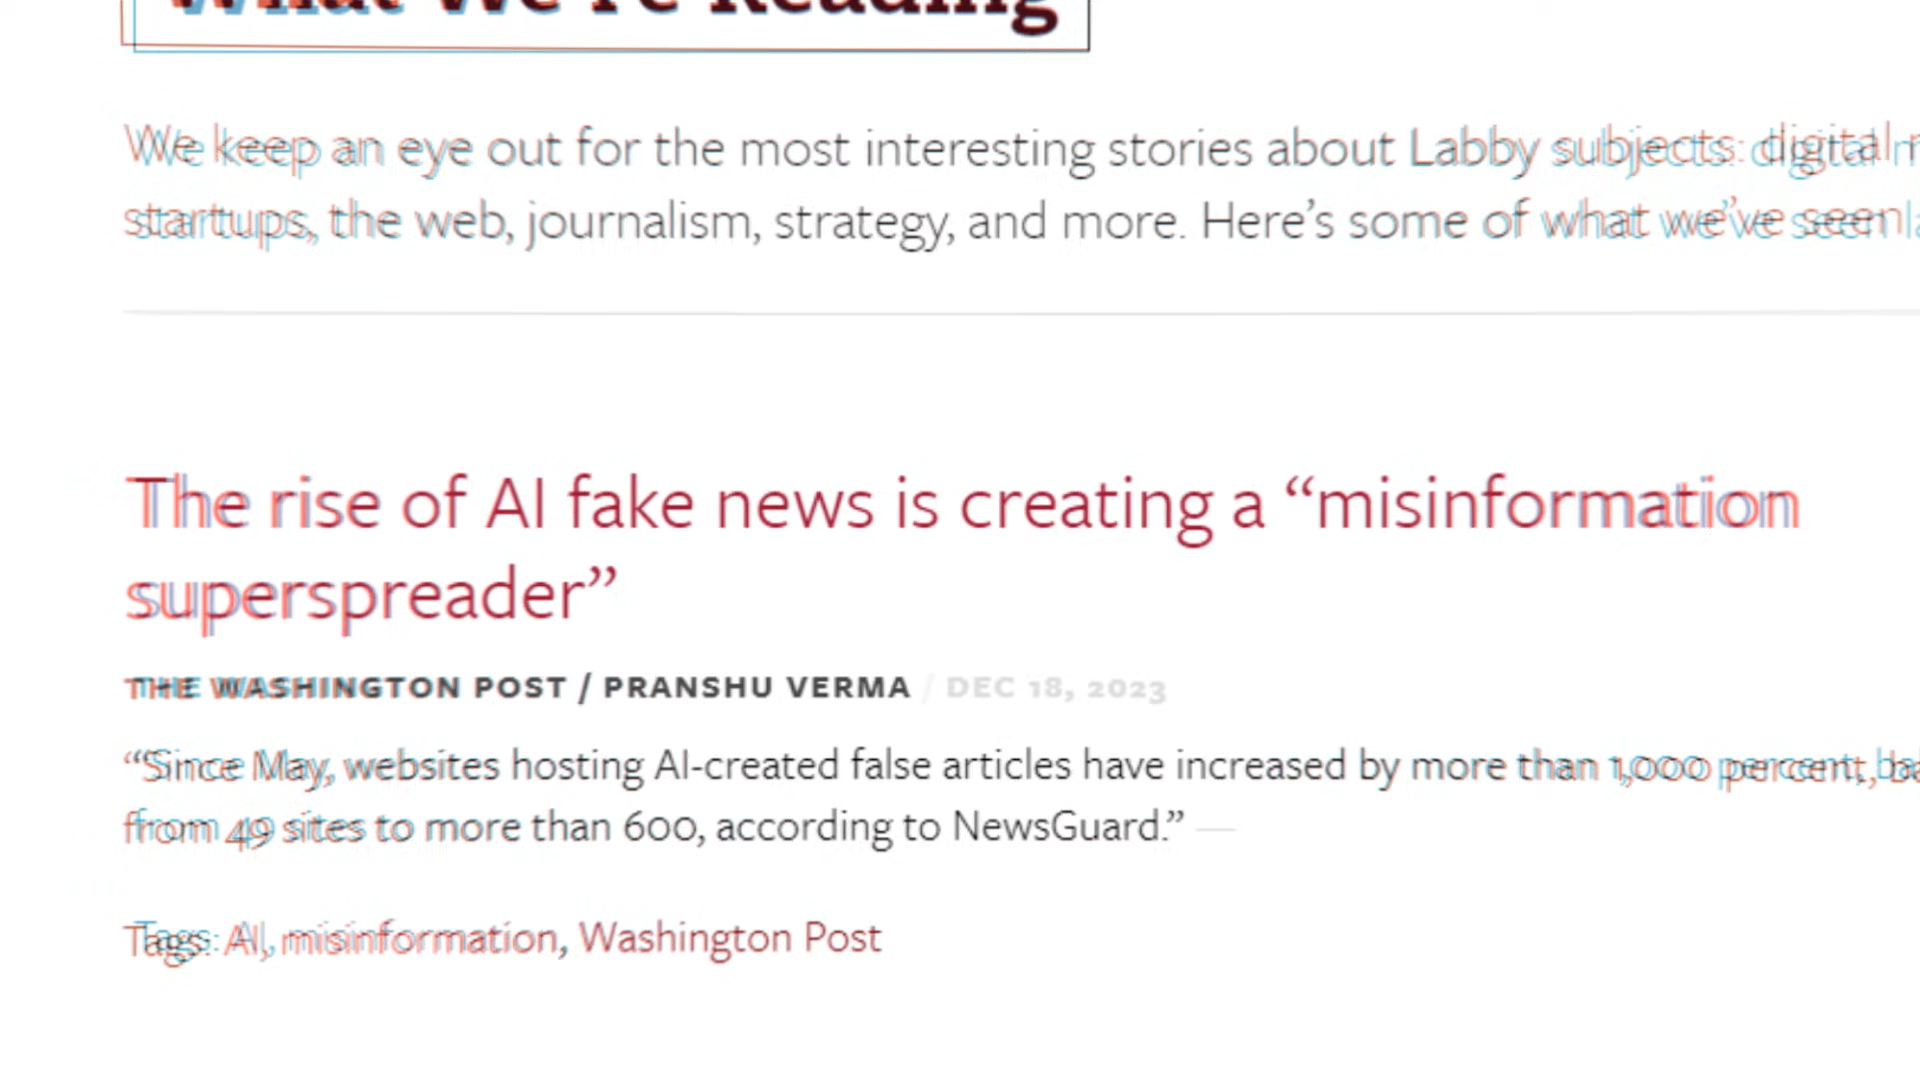 What We're Reading
We keep an eye out for the most interesting stories about Labby subjects: digital
startups, the web, journalism, strategy, and more. Here’s some of what we’ve seen
The rise of AI fake news is creating a “misinformation
superspreader”
THE WASHINGTON POST / PRANSHU VERMA / DEC 18, 2023
“Since May, websites hosting AI-created false articles have increased by more than 1,000 percent,
from 49 sites to more than 600, according to NewsGuard.” —
Tags: AI, misinformation, Washington Post